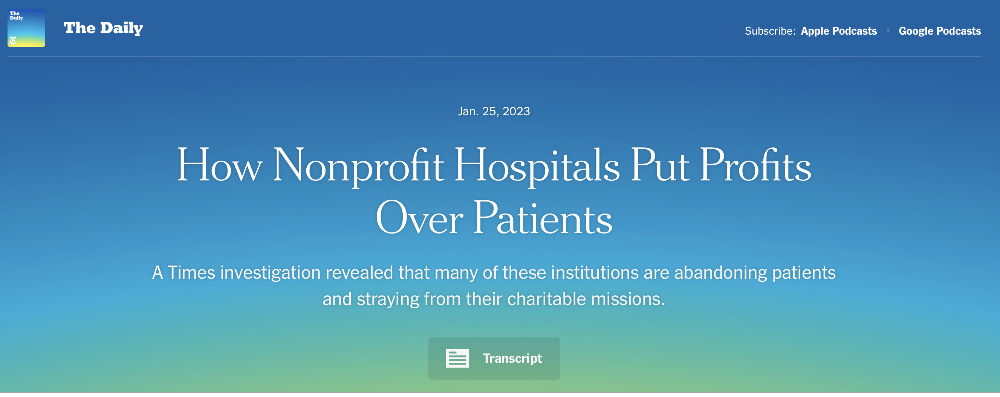 The
Daily
The Daily
Subscribe: Apple Podcasts • Google Podcasts
Jan. 25, 2023
How Nonprofit Hospitals Put Profits
Over Patients
A Times investigation revealed that many of these institutions are abandoning patients
and straying from their charitable missions.
Transcript